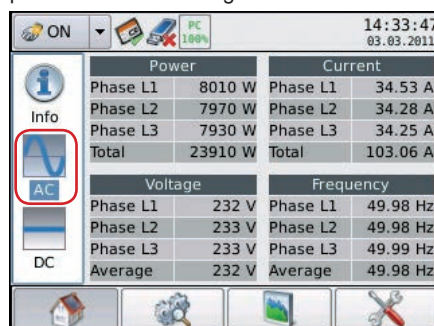 ON PC 100% 14:33:47
03.03.2011
Info
AC
DC
Power Current
Phase L1 8010 W Phase L1 34.53 A
Phase L2 7970 W Phase L2 34.28 A
Phase L3 7930 W Phase L3 34.25 A
Total 23910 W Total 103.06 A
Voltage Frequency
Phase L1 232 V Phase L1 49.98 Hz
Phase L2 233 V Phase L2 49.98 Hz
Phase L3 233 V Phase L3 49.99 Hz
Average 232 V Average 49.98 Hz